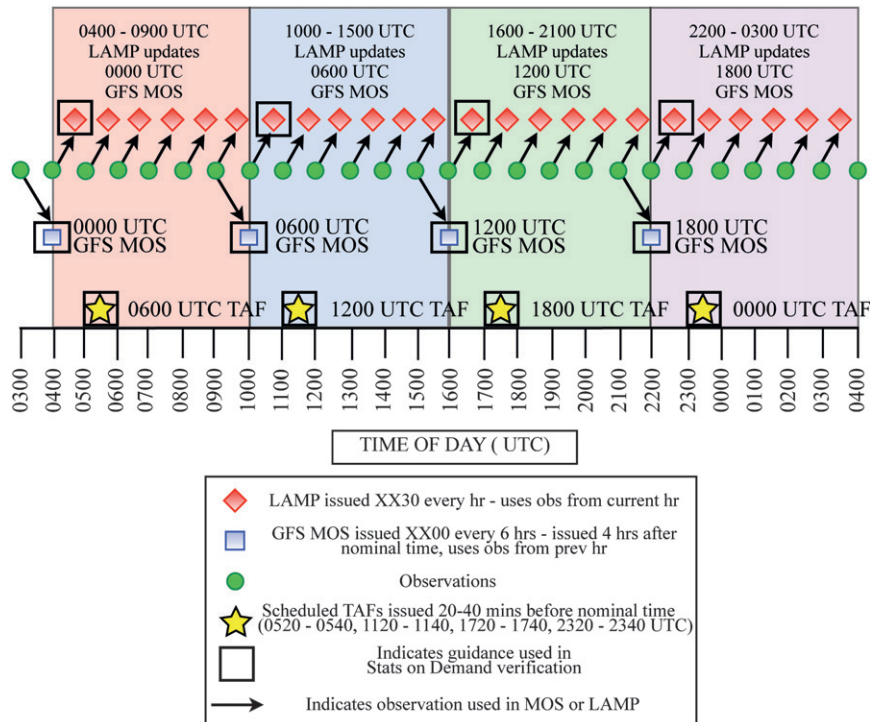 0400 - 0900 UTC
LAMP updates
0000 UTC
GFS MOS
1000 - 1500 UTC
LAMP updates
0600 UTC
GFS MOS
1600 - 2100 UTC
LAMP updates
1200 UTC
GFS MOS
2200 - 0300 UTC
LAMP updates
1800 UTC
GFS MOS
0000 UTC
GFS MOS
0600 UTC
GFS MOS
1200 UTC
GFS MOS
1800 UTC
GFS MOS
0600 UTC TAF
1200 UTC TAF
1800 UTC TAF
0000 UTC TAF
0300
0400
0500
0600
0700
0800
0900
1000
1100
1200
1300
1400
1500
1600
1700
1800
1900
2000
2100
2200
2300
0000
0100
0200
0300
0400
TIME OF DAY ( UTC)
LAMP issued XX30 every hr - uses obs from current hr
GFS MOS issued XX00 every 6 hrs - issued 4 hrs after
nominal time, uses obs from prev hr
Observations
Scheduled TAFs issued 20-40 mins before nominal time
(0520 - 0540, 1120 - 1140, 1720 - 1740, 2320 - 2340 UTC)
Indicates guidance used in
Stats on Demand verification
Indicates observation used in MOS or LAMP